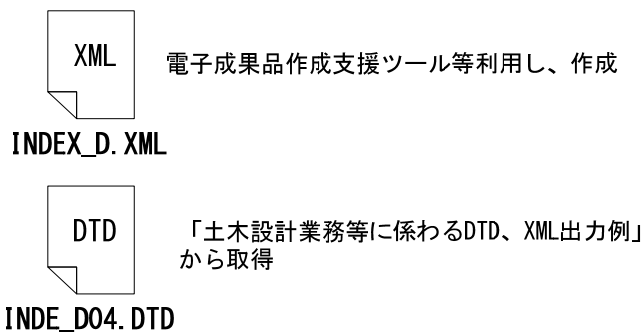 XML
電子成果品作成支援ツール等利用し、作成
INDEX_D.XML
DTD
「土木設計業務等に係わるDTD、XML出力例」
から取得
INDE_D04.DTD